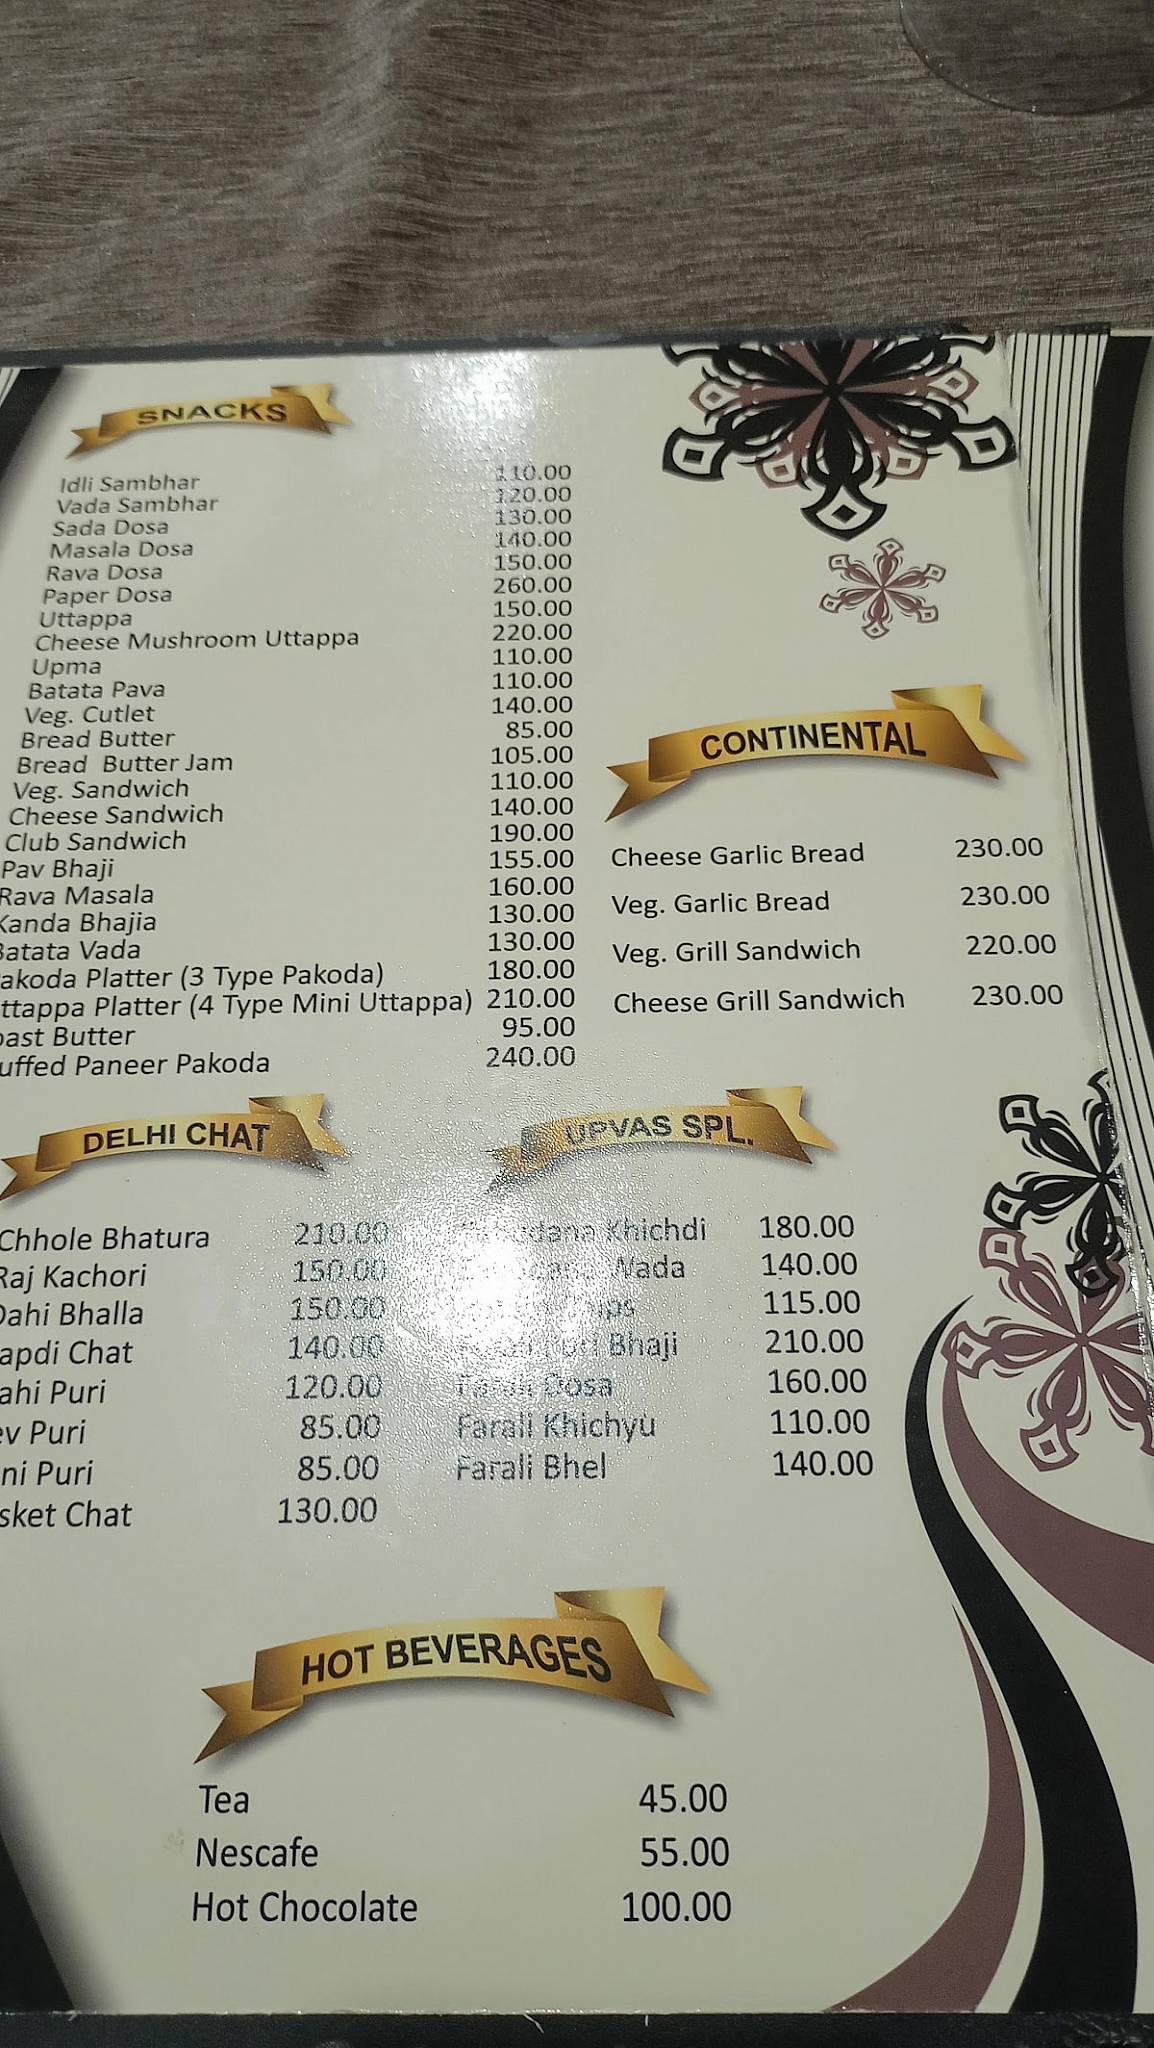 SNACKS
Idli Sambhar 110.00
Vada Sambhar 120.00
Sada Dosa 130.00
Masala Dosa 140.00
Rava Dosa 150.00
Paper Dosa 260.00
Uttappa 150.00
Cheese Mushroom Uttappa 220.00
Upma 110.00
Batata Pava 110.00
Veg. Cutlet 140.00
Bread Butter 85.00
Bread Butter Jam 105.00
Veg. Sandwich 110.00
Cheese Sandwich 140.00
Club Sandwich 190.00
Pav Bhaji 155.00
Rava Masala 160.00
Kanda Bhajia 130.00
Batata Vada 130.00
akoda Platter (3 Type Pakoda) 180.00
ttappa Platter (4 Type Mini Uttappa) 210.00
oast Butter 95.00
uffed Paneer Pakoda 240.00
CONTINENTAL
Cheese Garlic Bread 230.00
Veg. Garlic Bread 230.00
Veg. Grill Sandwich 220.00
Cheese Grill Sandwich 230.00
DELHI CHAT
Chhole Bhatura 210.00
Raj Kachori 150.00
Dahi Bhalla 150.00
apdi Chat 140.00
ahi Puri 120.00
ev Puri 85.00
ni Puri 85.00
sket Chat 130.00
UPVAS SPL.
Khichdi 180.00
Wada 140.00
115.00
Bhaji 210.00
Farali Dosa 160.00
Farali Khichyu 110.00
Farali Bhel 140.00
HOT BEVERAGES
Tea 45.00
Nescafe 55.00
Hot Chocolate 100.00